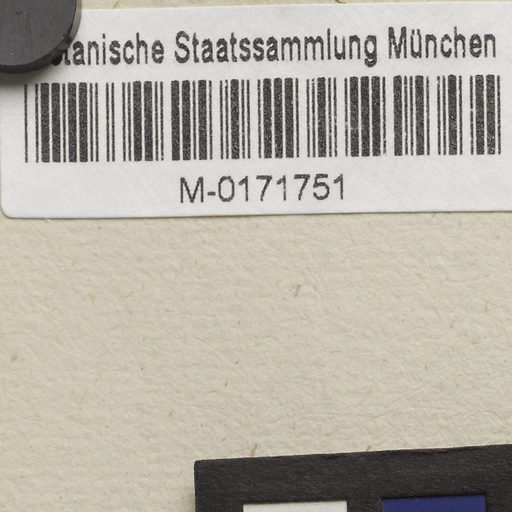 tanische Staatssammlung München
M-0171751